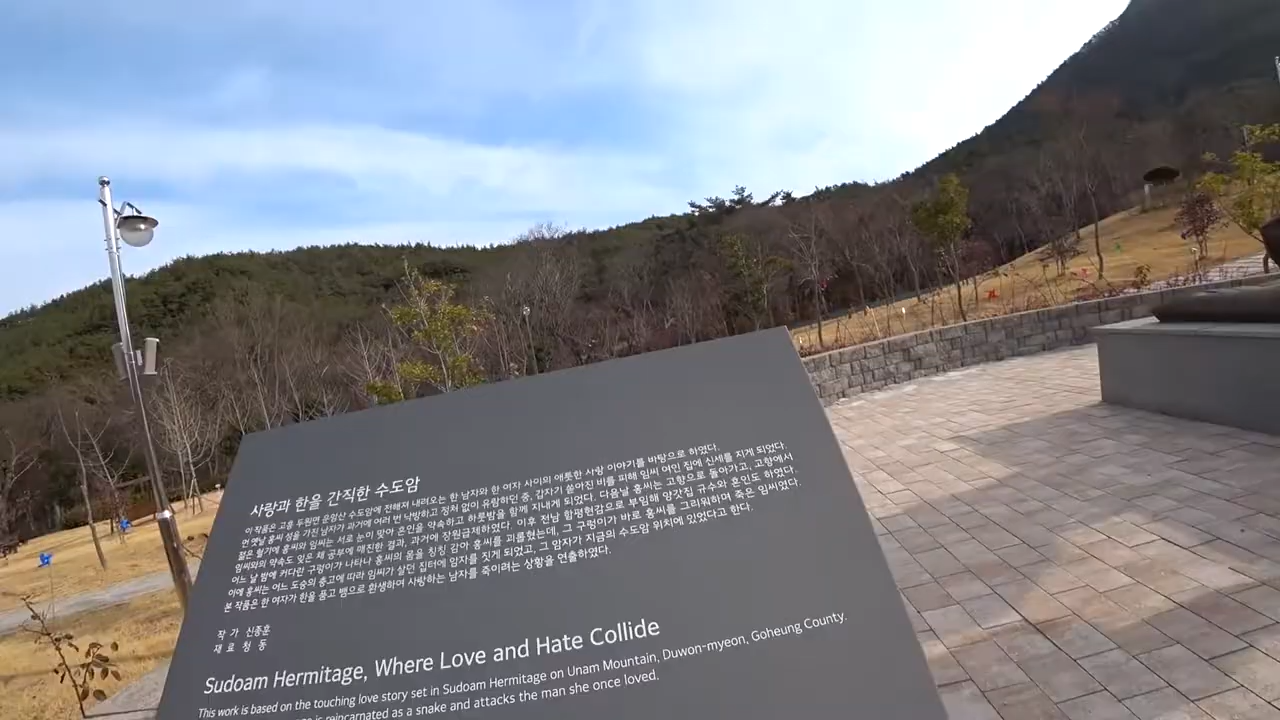 사랑과 한을 간직한 수도암
이 작품은 고흥 두원면 운암산 수도암에 전해져 내려오는 한 남자와 한 여자 사이의 애틋한 사랑 이야기를 바탕으로 하였다.
먼 옛날 홍씨 성을 가진 남자가 과거에 여러 번 낙방하고 정처 없이 유람하던 중, 갑자기 쏟아진 비를 피해 임씨 여인 집에 신세를 지게 되었다.
젊은 혈기에 홍씨와 임씨는 서로 눈이 맞아 혼인을 약속하고 하룻밤을 함께 지내게 되었다. 다음날 홍씨는 고향으로 돌아가고, 고향에서
임씨와의 약속도 잊은 채 공부에 매진한 결과, 과거에 장원급제하였다. 이후 전남 함평현감으로 부임해 양갓집 규수와 혼인도 하였다.
어느 날 밤에 커다란 구렁이가 나타나 홍씨의 몸을 칭칭 감아 홍씨를 괴롭혔는데, 그 구렁이가 바로 홍씨를 그리워하며 죽은 임씨였다.
이에 홍씨는 어느 도승의 충고에 따라 임씨가 살던 집터에 암자를 짓게 되었고, 그 암자가 지금의 수도암 위치에 있었다고 한다.
본 작품은 한 여자가 한을 품고 뱀으로 환생하여 사랑하는 남자를 죽이려는 상황을 연출하였다.
작 가 신종훈
재 료 청 동
Sudoam Hermitage, Where Love and Hate Collide
This work is based on the touching love story set in Sudoam Hermitage on Unam Mountain, Duwon-myeon, Goheung County.
is reincarnated as a snake and attacks the man she once loved.